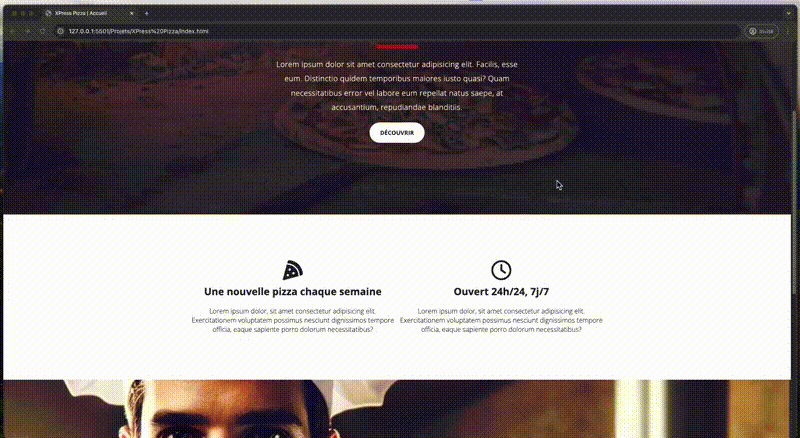 XPress Pizza | Accueil
127.0.0.1:5501/Projets/XPress%20Pizza/index.html
Invité
Lorem ipsum dolor sit amet consectetur adipisicing elit. Facilis, esse
eum. Distinctio quidem temporibus maiores iusto quasi? Quam
necessitatibus error vel labore eum repellat natus saepe, at
accusantium, repudiandae blanditiis.
DÉCOUVRIR
Une nouvelle pizza chaque semaine
Lorem ipsum dolor, sit amet consectetur adipisicing elit.
Exercitationem voluptatem possimus nesciunt dignissimos tempore
officia, eaque sapiente porro dolorum necessitatibus?
Ouvert 24h/24, 7j/7
Lorem ipsum dolor, sit amet consectetur adipisicing elit.
Exercitationem voluptatem possimus nesciunt dignissimos tempore
officia, eaque sapiente porro dolorum necessitatibus?